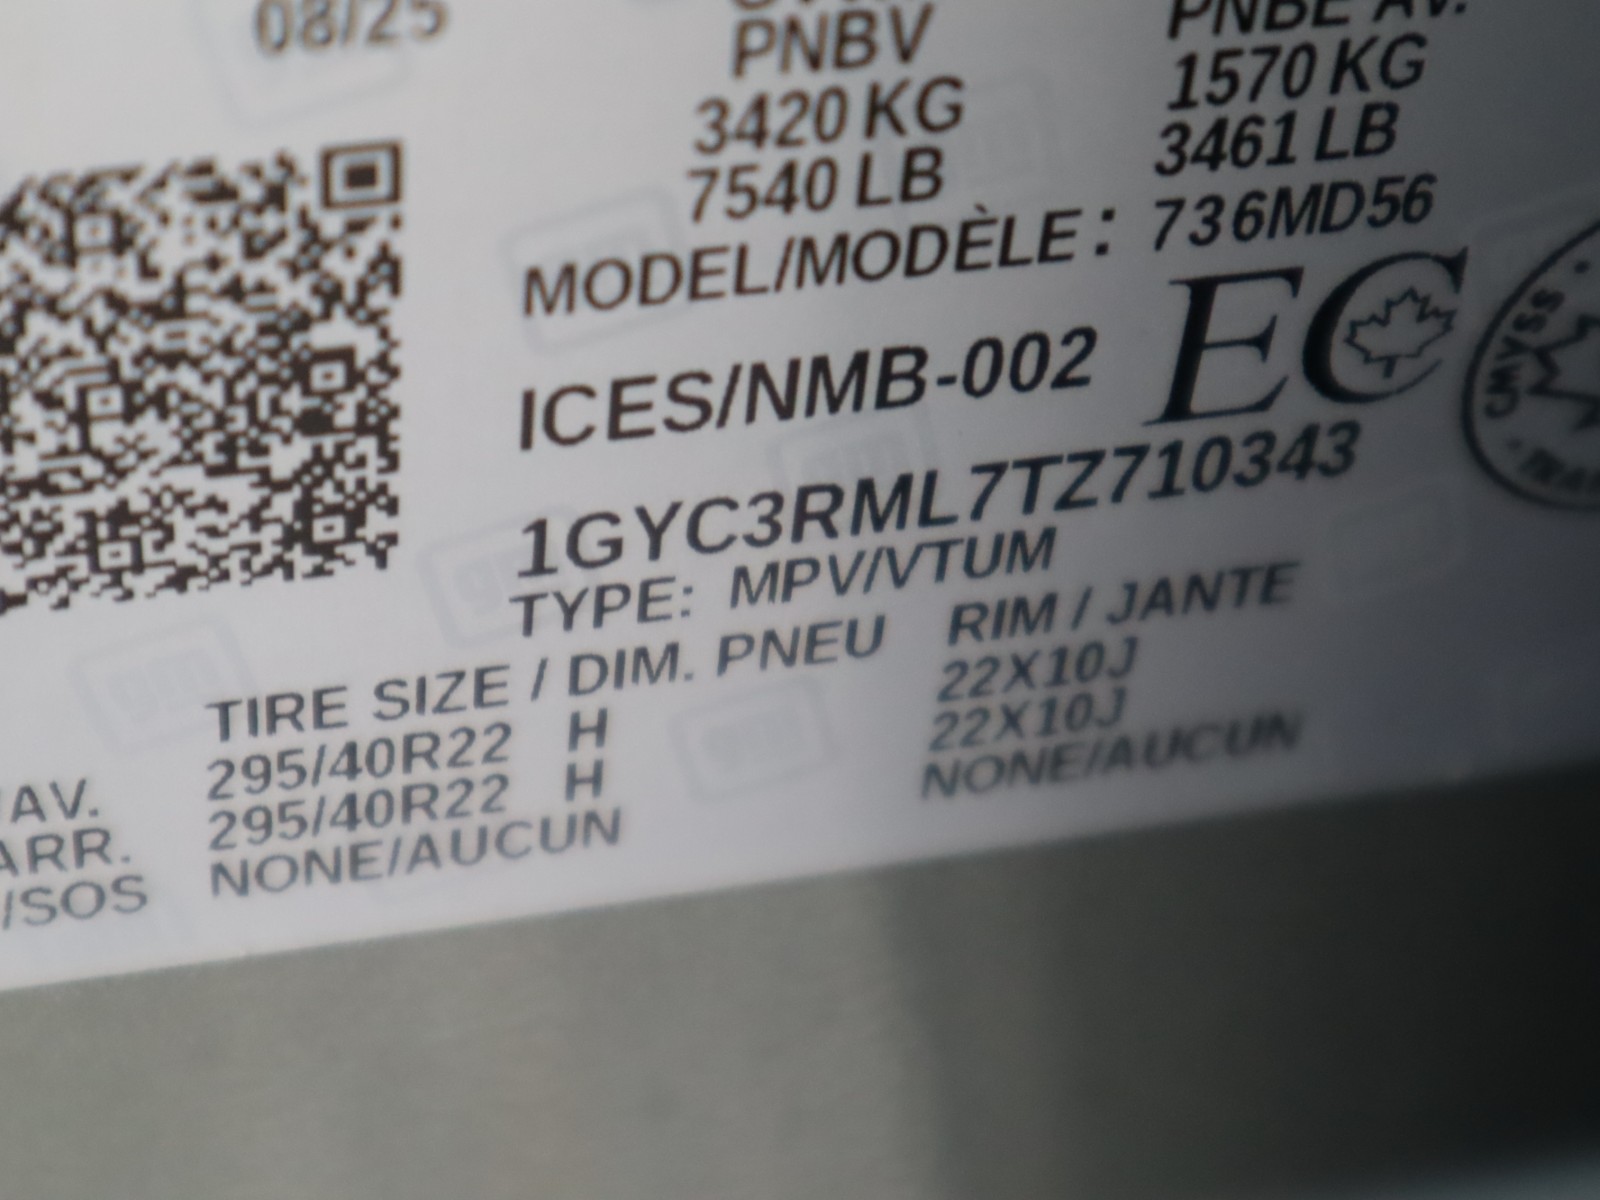 08/25
PNBV
3420 KG
7540 LB
PNBE AV.
1570 KG
3461 LB
MODEL/MODÈLE: 736MD56
ICES/NMB-002 EC
CMVSS
1GYC3RML7TZ710343
TYPE: MPV/VTUM
TIRE SIZE / DIM. PNEU RIM / JANTE
/AV. 295/40R22 H 22X10J
ARR. 295/40R22 H 22X10J
/SOS NONE/AUCUN NONE/AUCUN